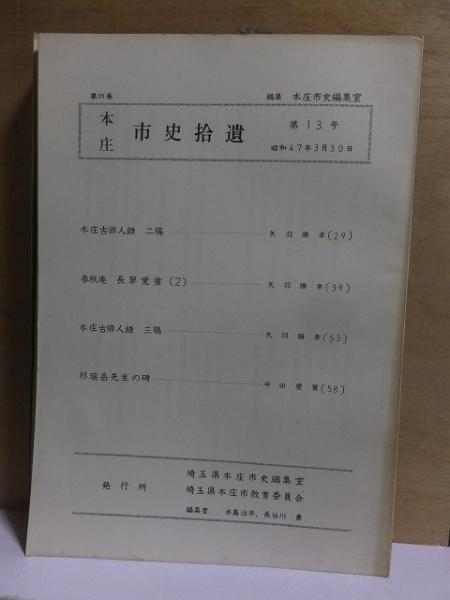 第四巻
編集 本庄市史編集室
本庄 市史拾遺 第13号
昭和47年3月30日
本庄古俳人録 二稿 矢羽勝幸(29)
春秋庵 長翠覚書(2) 矢羽勝幸(39)
本庄古俳人録 三稿 矢羽勝幸(53)
杉瑶岳先生の碑 中田 (58)
発行所 埼玉県本庄市史編集室
埼玉県本庄市教育委員会
編集者 水島治平、長谷川 勇